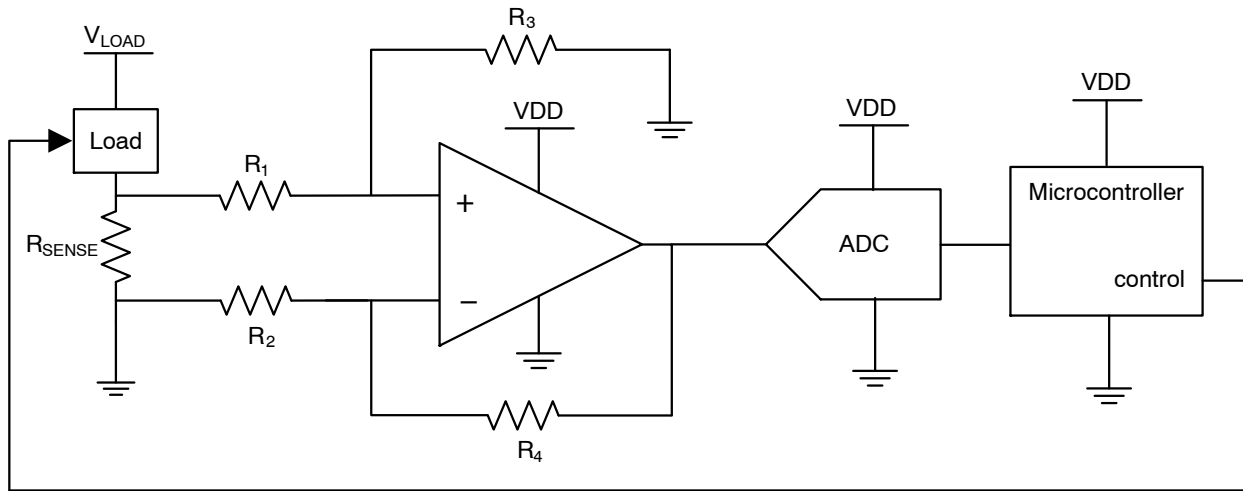 R3
VLOAD
VDD
VDD
VDD
Load
R1
+
Microcontroller
RSENSE
ADC
control
−
R2
R4